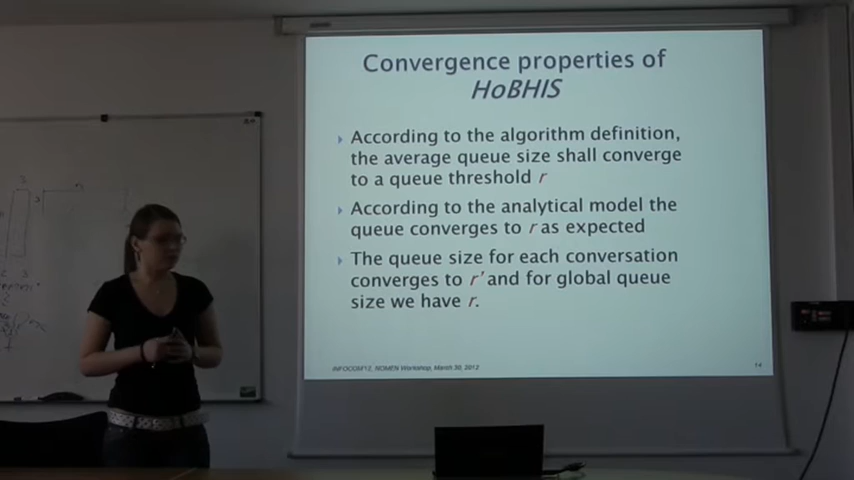 Convergence properties of
HoBHIS
According to the algorithm definition,
the average queue size shall converge
to a queue threshold r
According to the analytical model the
queue converges to r as expected
The queue size for each conversation
converges to r' and for global queue
size we have r.
INFOCOM'12, NOMEN Workshop, March 30, 2012
14